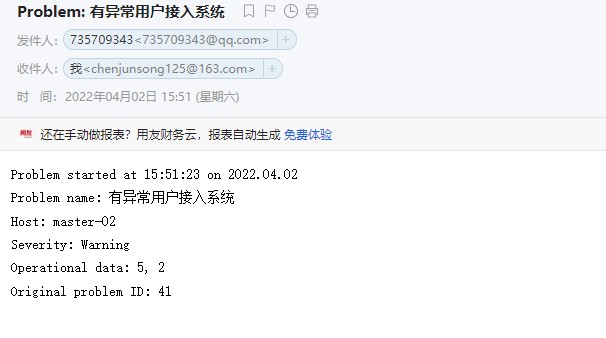 Problem: 有异常用户接入系统
发件人： 735709343<735709343@qq.com> +
收件人： 我<chenjunsong125@163.com> +
时 间： 2022年04月02日 15:51 (星期六)
用友 还在手动做报表？用友财务云，报表自动生成 免费体验
Problem started at 15:51:23 on 2022.04.02
Problem name: 有异常用户接入系统
Host: master-02
Severity: Warning
Operational data: 5, 2
Original problem ID: 41